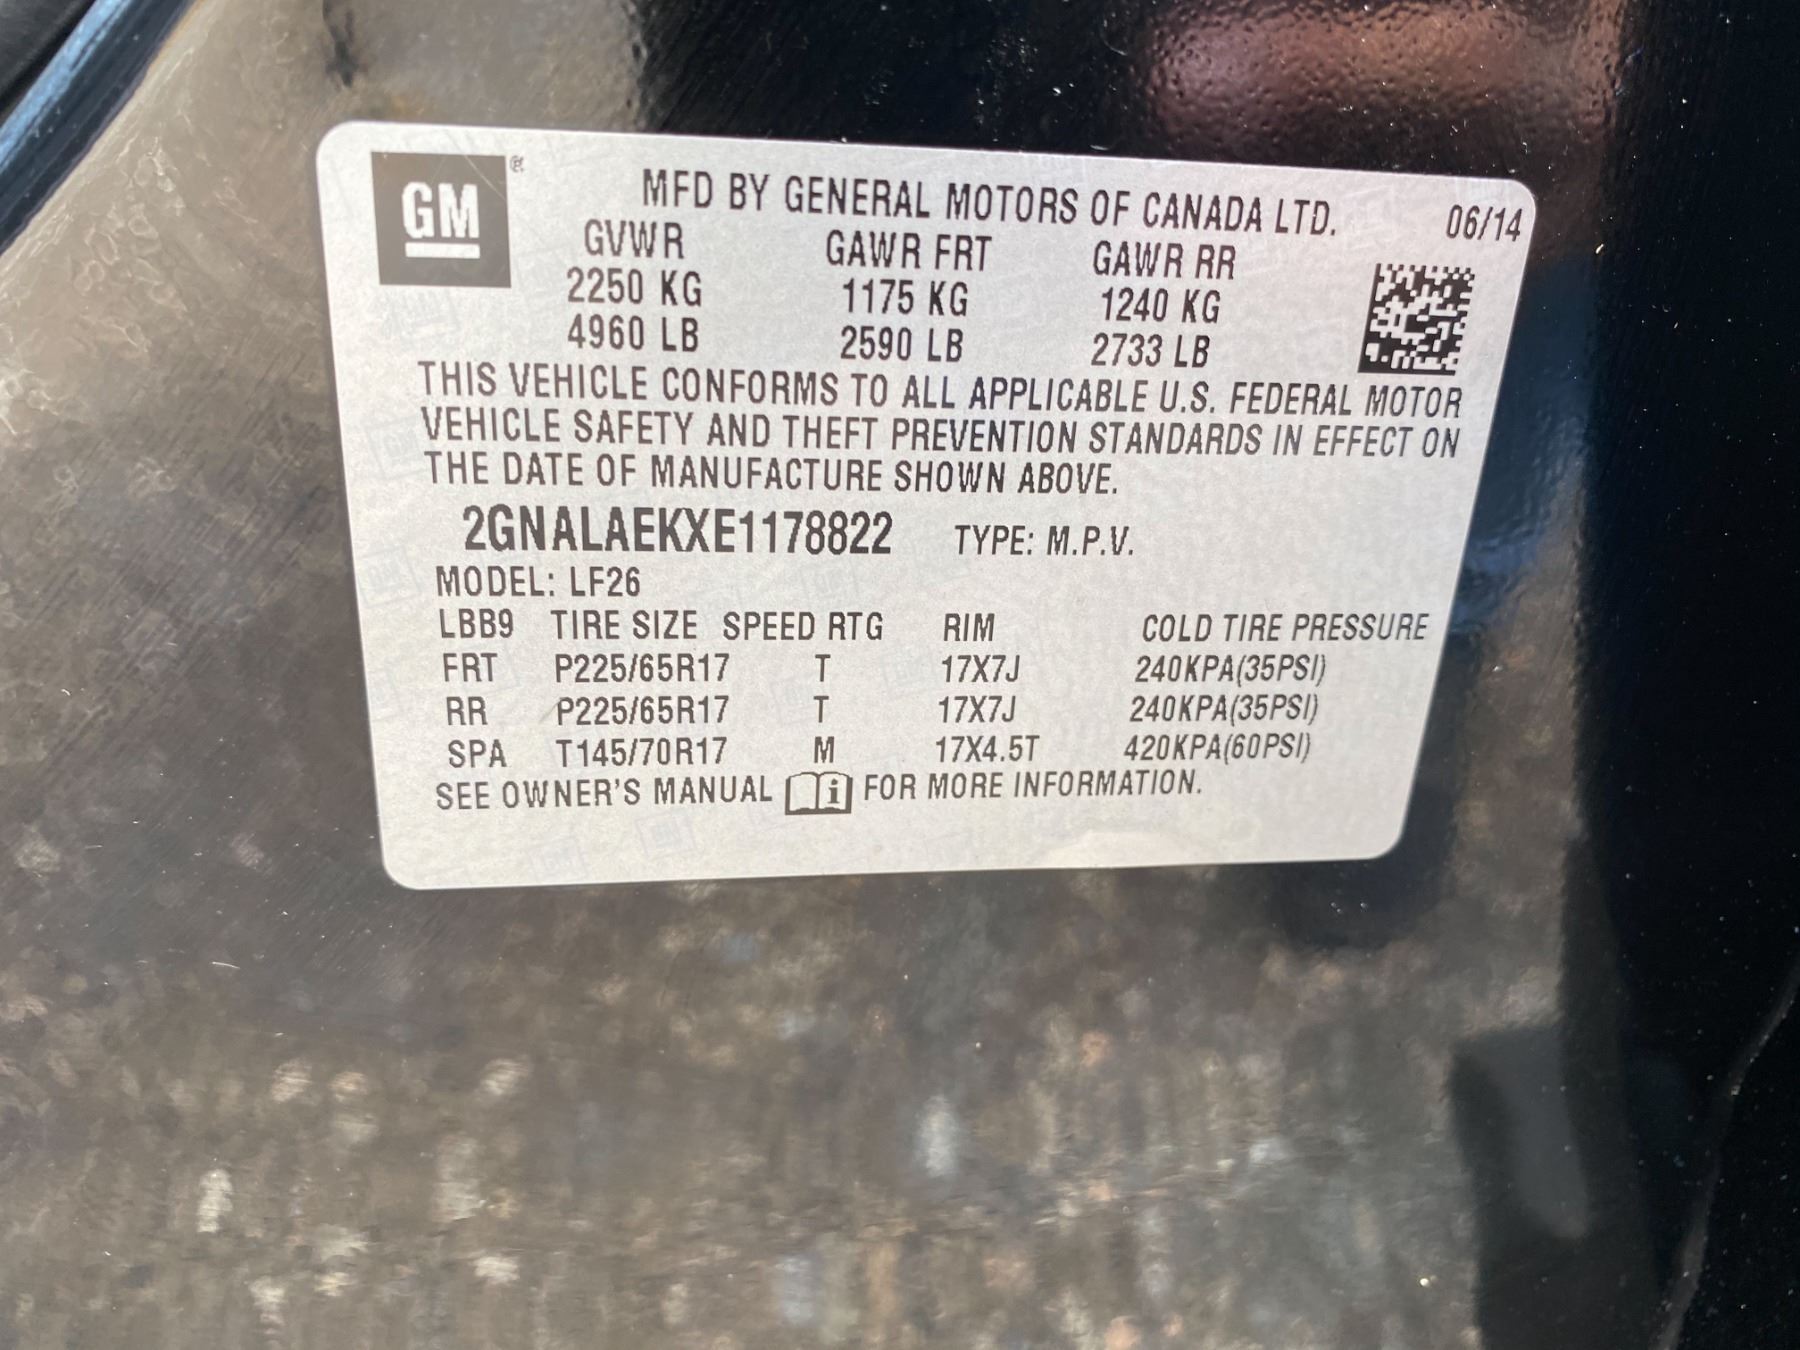 GM ®
MFD BY GENERAL MOTORS OF CANADA LTD. 06/14
GVWR GAWR FRT GAWR RR
2250 KG 1175 KG 1240 KG
4960 LB 2590 LB 2733 LB
THIS VEHICLE CONFORMS TO ALL APPLICABLE U.S. FEDERAL MOTOR
VEHICLE SAFETY AND THEFT PREVENTION STANDARDS IN EFFECT ON
THE DATE OF MANUFACTURE SHOWN ABOVE.
2GNALAEKXE1178822 TYPE: M.P.V.
MODEL: LF26
LBB9 TIRE SIZE SPEED RTG RIM COLD TIRE PRESSURE
FRT P225/65R17 T 17X7J 240KPA(35PSI)
RR P225/65R17 T 17X7J 240KPA(35PSI)
SPA T145/70R17 M 17X4.5T 420KPA(60PSI)
SEE OWNER'S MANUAL i FOR MORE INFORMATION.